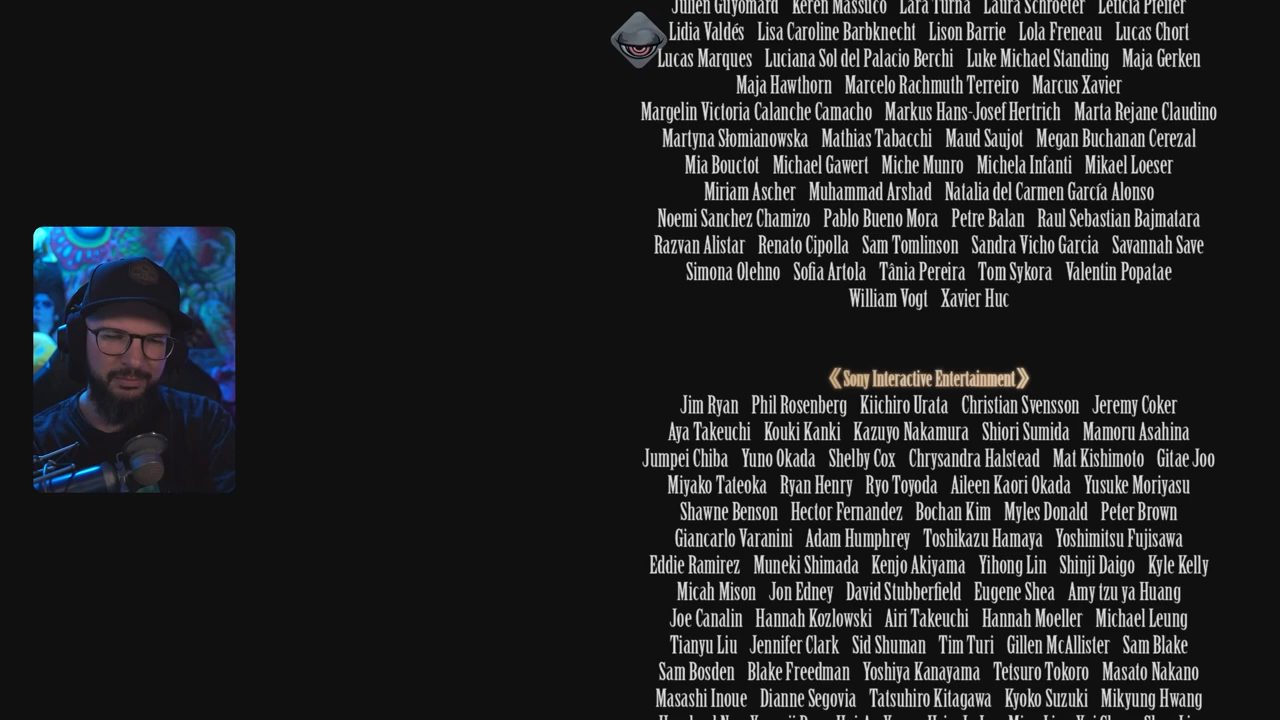 Julien Guyomard Keren Massuco Lara Turna Laura Schroeter Leticia Pfeifer
Lidia Valdés Lisa Caroline Barbknecht Lison Barrie Lola Freneau Lucas Chort
Lucas Marques Luciana Sol del Palacio Berchi Luke Michael Standing Maja Gerken
Maja Hawthorn Marcelo Rachmuth Terreiro Marcus Xavier
Margelin Victoria Calanche Camacho Markus Hans-Josef Hertrich Marta Rejane Claudino
Martyna Słomianowska Mathias Tabacchi Maud Saujot Megan Buchanan Cerezal
Mia Bouctot Michael Gawert Miche Munro Michela Infanti Mikael Loeser
Miriam Ascher Muhammad Arshad Natalia del Carmen García Alonso
Noemi Sanchez Chamizo Pablo Bueno Mora Petre Balan Raul Sebastian Bajmatara
Razvan Alistar Renato Cipolla Sam Tomlinson Sandra Vicho Garcia Savannah Save
Simona Olehno Sofia Artola Tânia Pereira Tom Sykora Valentin Popatae
William Vogt Xavier Huc
《Sony Interactive Entertainment》
Jim Ryan Phil Rosenberg Kiichiro Urata Christian Svensson Jeremy Coker
Aya Takeuchi Kouki Kanki Kazuyo Nakamura Shiori Sumida Mamoru Asahina
Jumpei Chiba Yuno Okada Shelby Cox Chrysandra Halstead Mat Kishimoto Gitae Joo
Miyako Tateoka Ryan Henry Ryo Toyoda Aileen Kaori Okada Yusuke Moriyasu
Shawne Benson Hector Fernandez Bochan Kim Myles Donald Peter Brown
Giancarlo Varanini Adam Humphrey Toshikazu Hamaya Yoshimitsu Fujisawa
Eddie Ramirez Muneki Shimada Kenjo Akiyama Yihong Lin Shinji Daigo Kyle Kelly
Micah Mison Jon Edney David Stubberfield Eugene Shea Amy tzu ya Huang
Joe Canalin Hannah Kozlowski Airi Takeuchi Hannah Moeller Michael Leung
Tianyu Liu Jennifer Clark Sid Shuman Tim Turi Gillen McAllister Sam Blake
Sam Bosden Blake Freedman Yoshiya Kanayama Tetsuro Tokoro Masato Nakano
Masashi Inoue Dianne Segovia Tatsuhiro Kitagawa Kyoko Suzuki Mikyung Hwang